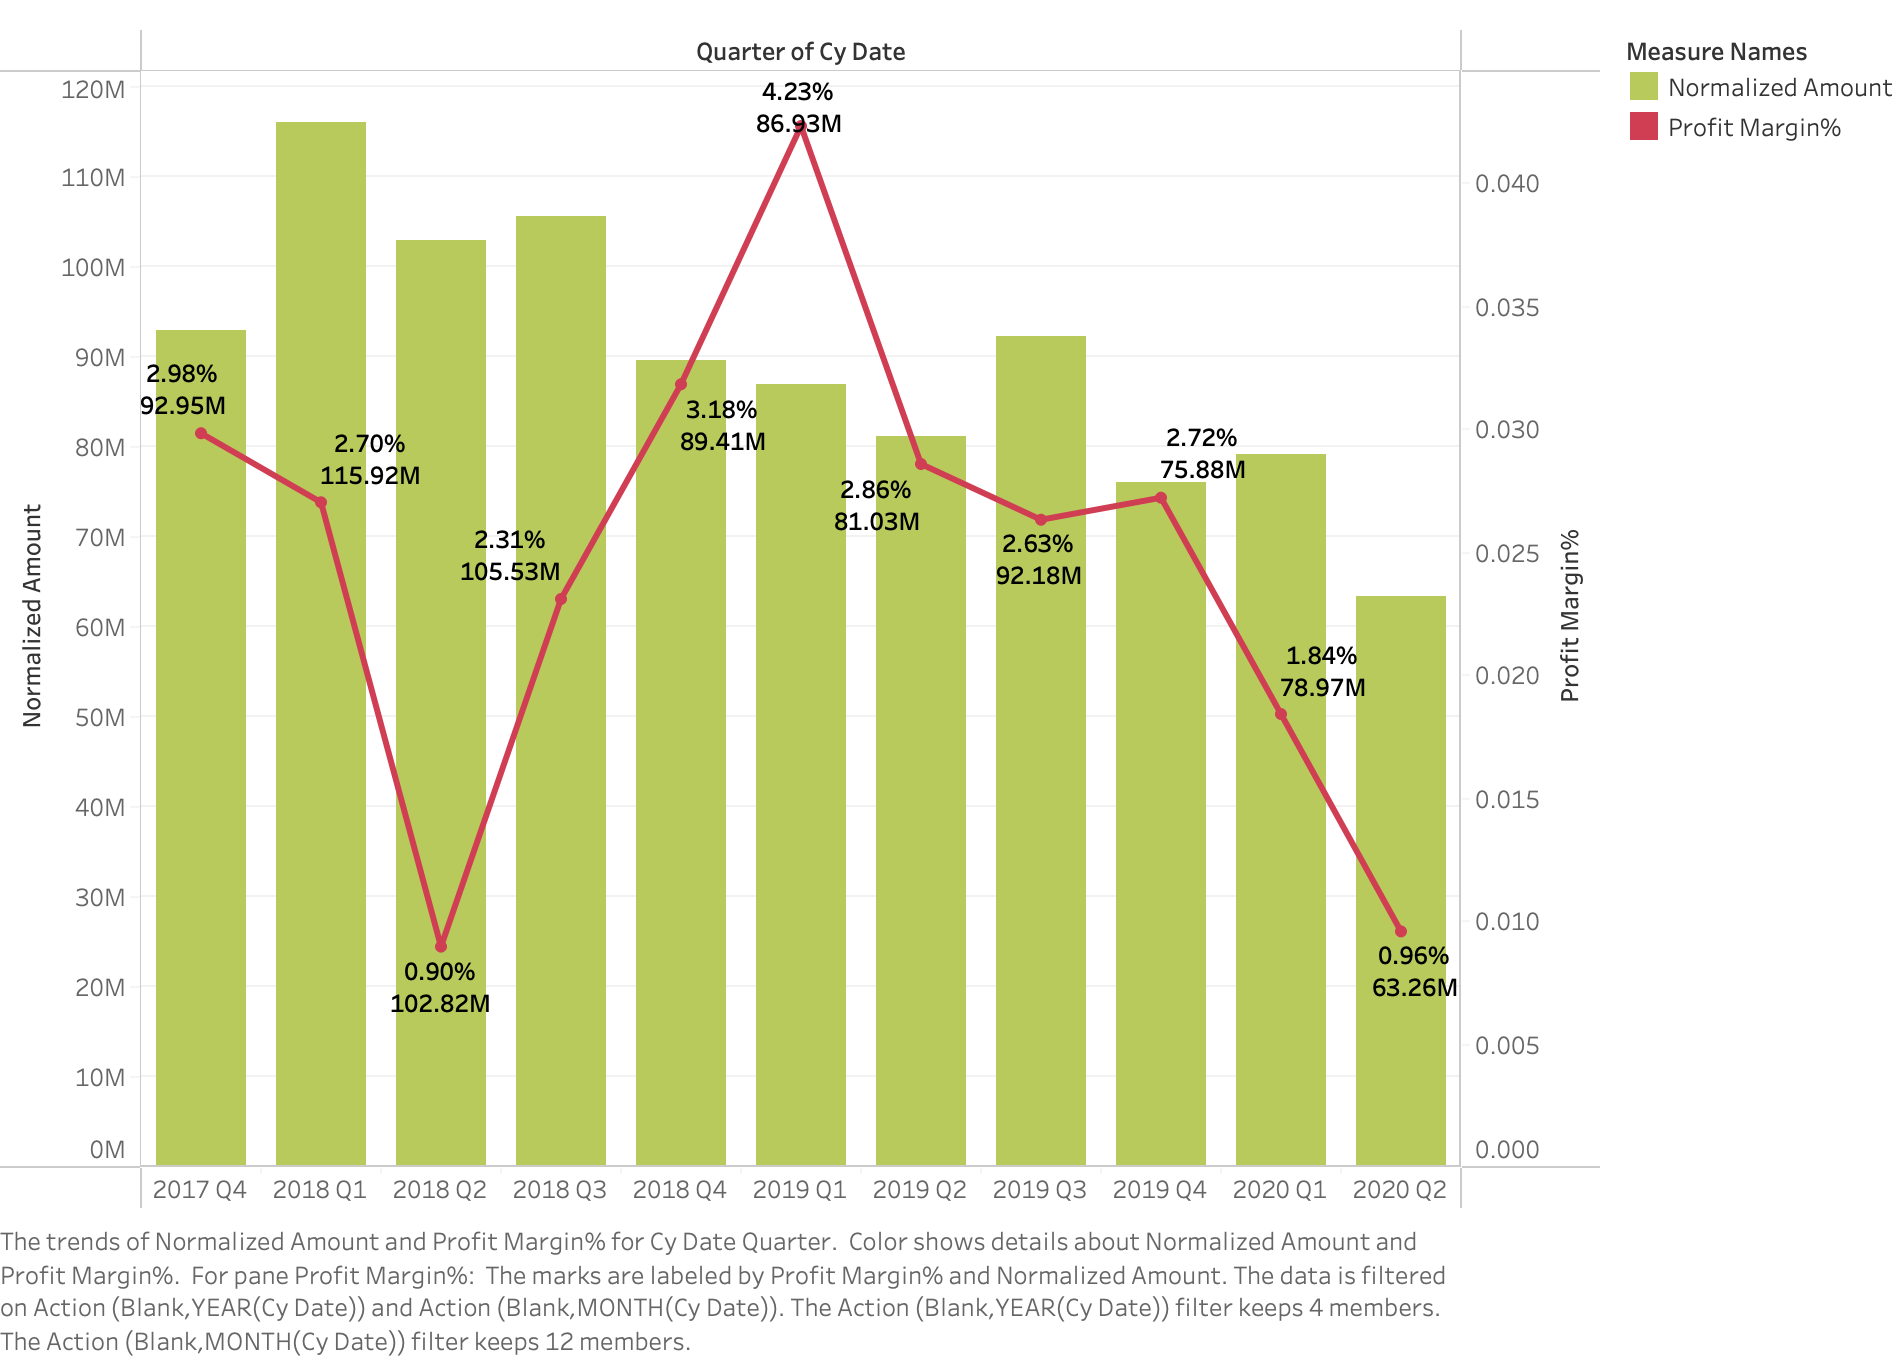 Quarter of Cy Date
Measure Names
Normalized Amount
Profit Margin%
120M
110M
100M
90M
80M
70M
60M
50M
40M
30M
20M
10M
0M
Normalized Amount
2.98%
92.95M
2.70%
115.92M
0.90%
102.82M
2.31%
105.53M
3.18%
89.41M
4.23%
86.93M
2.86%
81.03M
2.63%
92.18M
2.72%
75.88M
1.84%
78.97M
0.96%
63.26M
0.040
0.035
0.030
0.025
0.020
0.015
0.010
0.005
0.000
Profit Margin%
2017 Q4
2018 Q1
2018 Q2
2018 Q3
2018 Q4
2019 Q1
2019 Q2
2019 Q3
2019 Q4
2020 Q1
2020 Q2
The trends of Normalized Amount and Profit Margin% for Cy Date Quarter.  Color shows details about Normalized Amount and
Profit Margin%.  For pane Profit Margin%:  The marks are labeled by Profit Margin% and Normalized Amount. The data is filtered
on Action (Blank,YEAR(Cy Date)) and Action (Blank,MONTH(Cy Date)). The Action (Blank,YEAR(Cy Date)) filter keeps 4 members.
The Action (Blank,MONTH(Cy Date)) filter keeps 12 members.